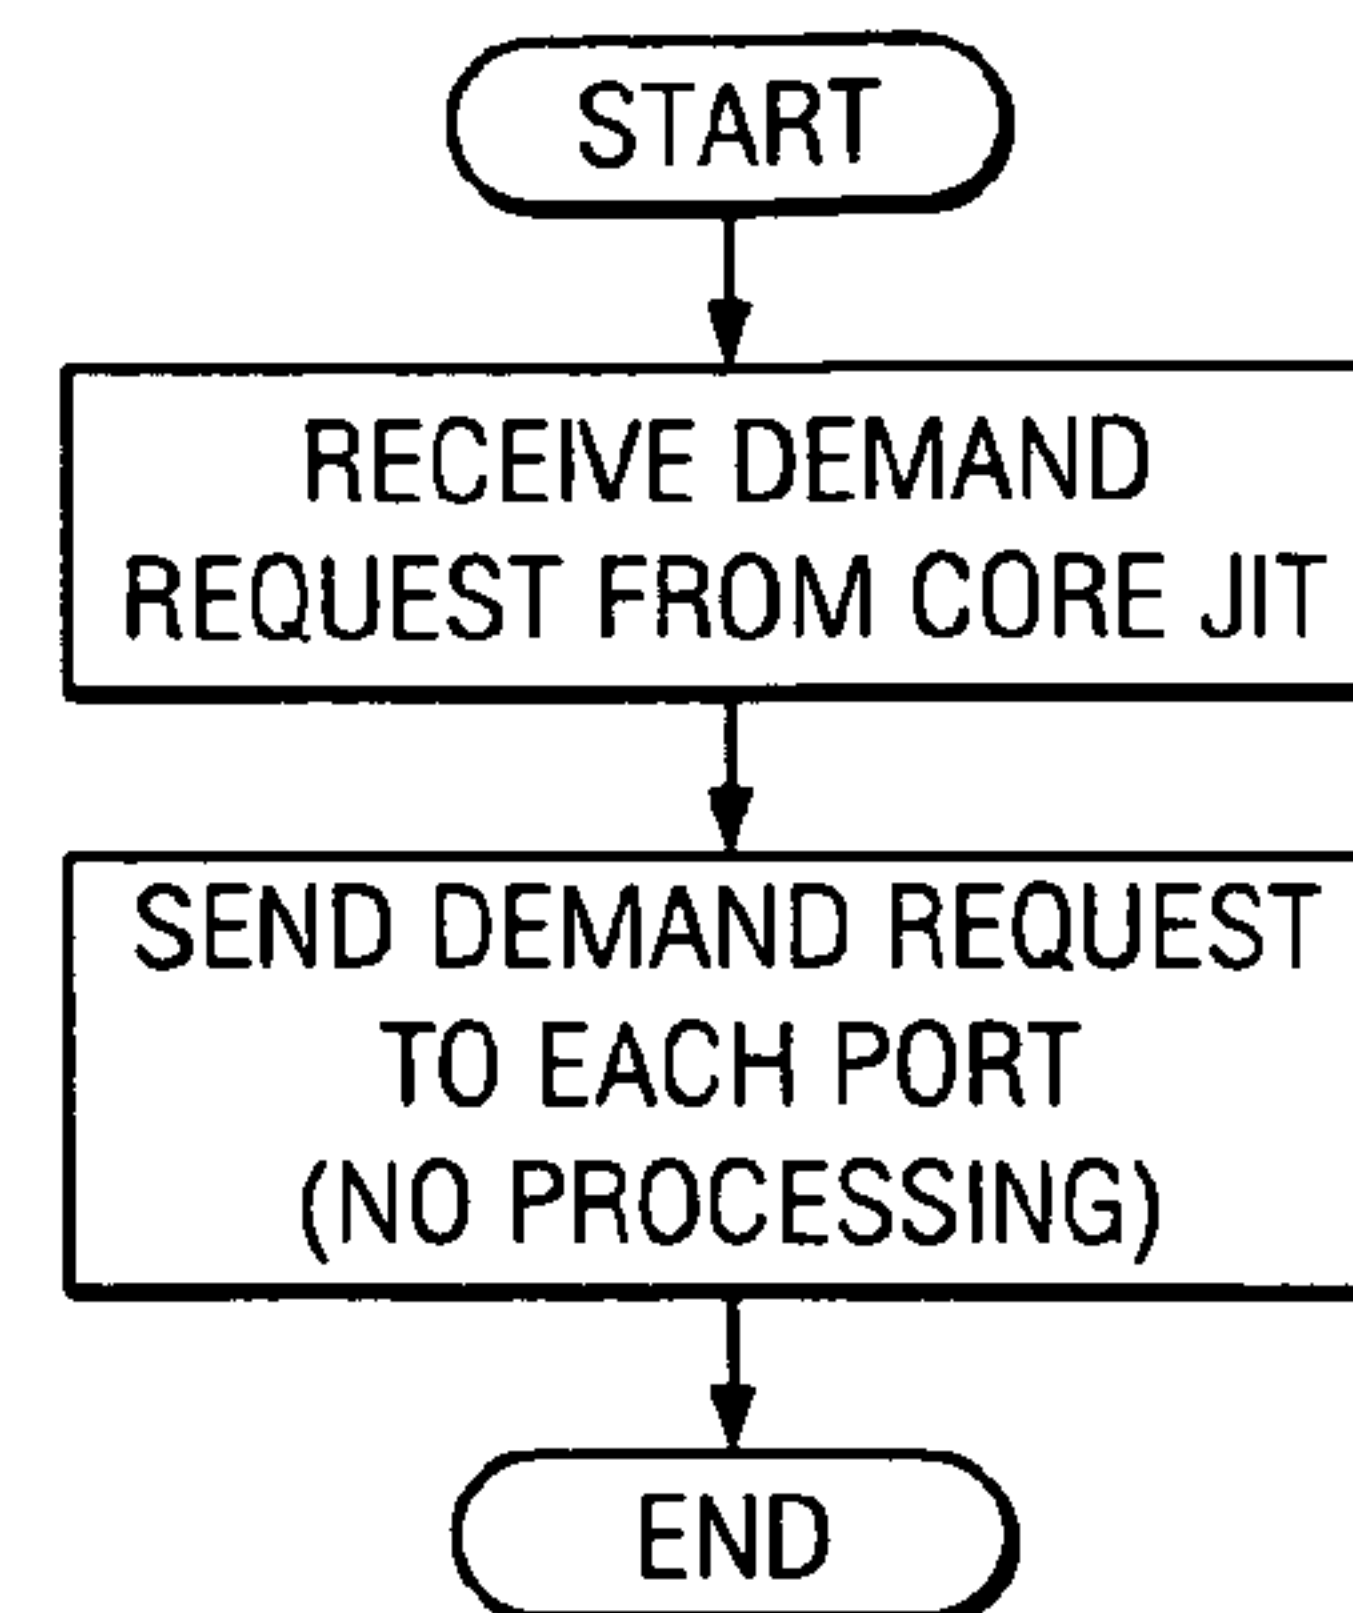 START
RECEIVE DEMAND
REQUEST FROM CORE JIT
SEND DEMAND REQUEST
TO EACH PORT
(NO PROCESSING)
END